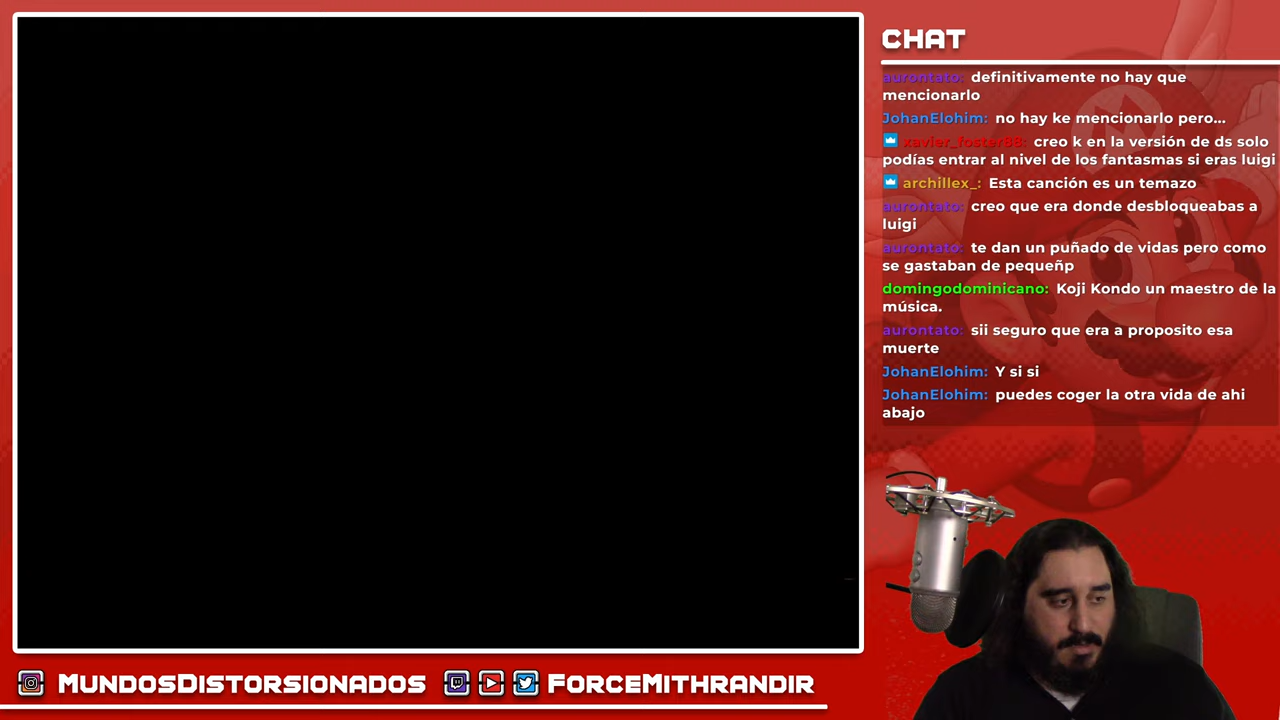 CHAT
aurontato: definitivamente no hay que
mencionarlo
JohanElohim: no hay ke mencionarlo pero...
xavier_foster88: creo k en la versión de ds solo
podías entrar al nivel de los fantasmas si eras luigi
archillex_: Esta canción es un temazo
aurontato: creo que era donde desbloqueabas a
luigi
aurontato: te dan un puñado de vidas pero como
se gastaban de pequeñp
domingodominicano: Koji Kondo un maestro de la
música.
aurontato: sii seguro que era a proposito esa
muerte
JohanElohim: Y si si
JohanElohim: puedes coger la otra vida de ahi
abajo
MUNDOSDISTORSIONADOS FORCEMITHRANDIR